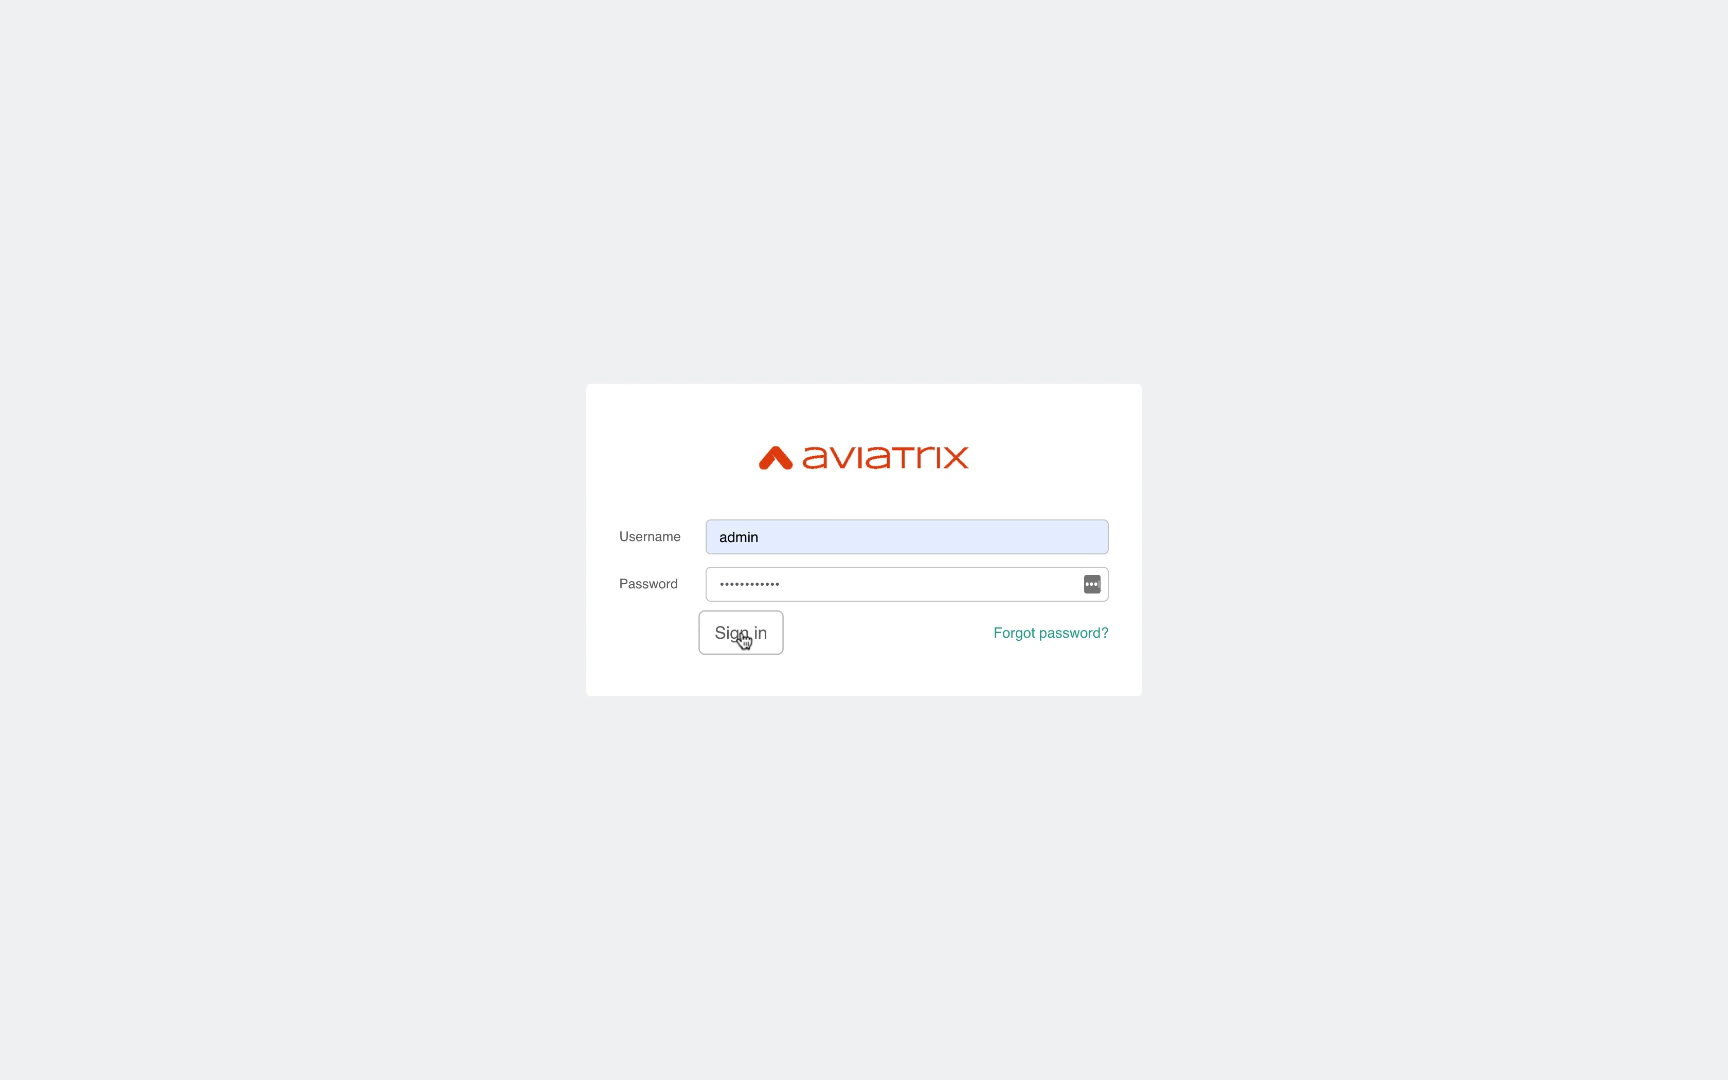 aviatrix
Username
admin
Password
••••••••••••
Sign in
Forgot password?